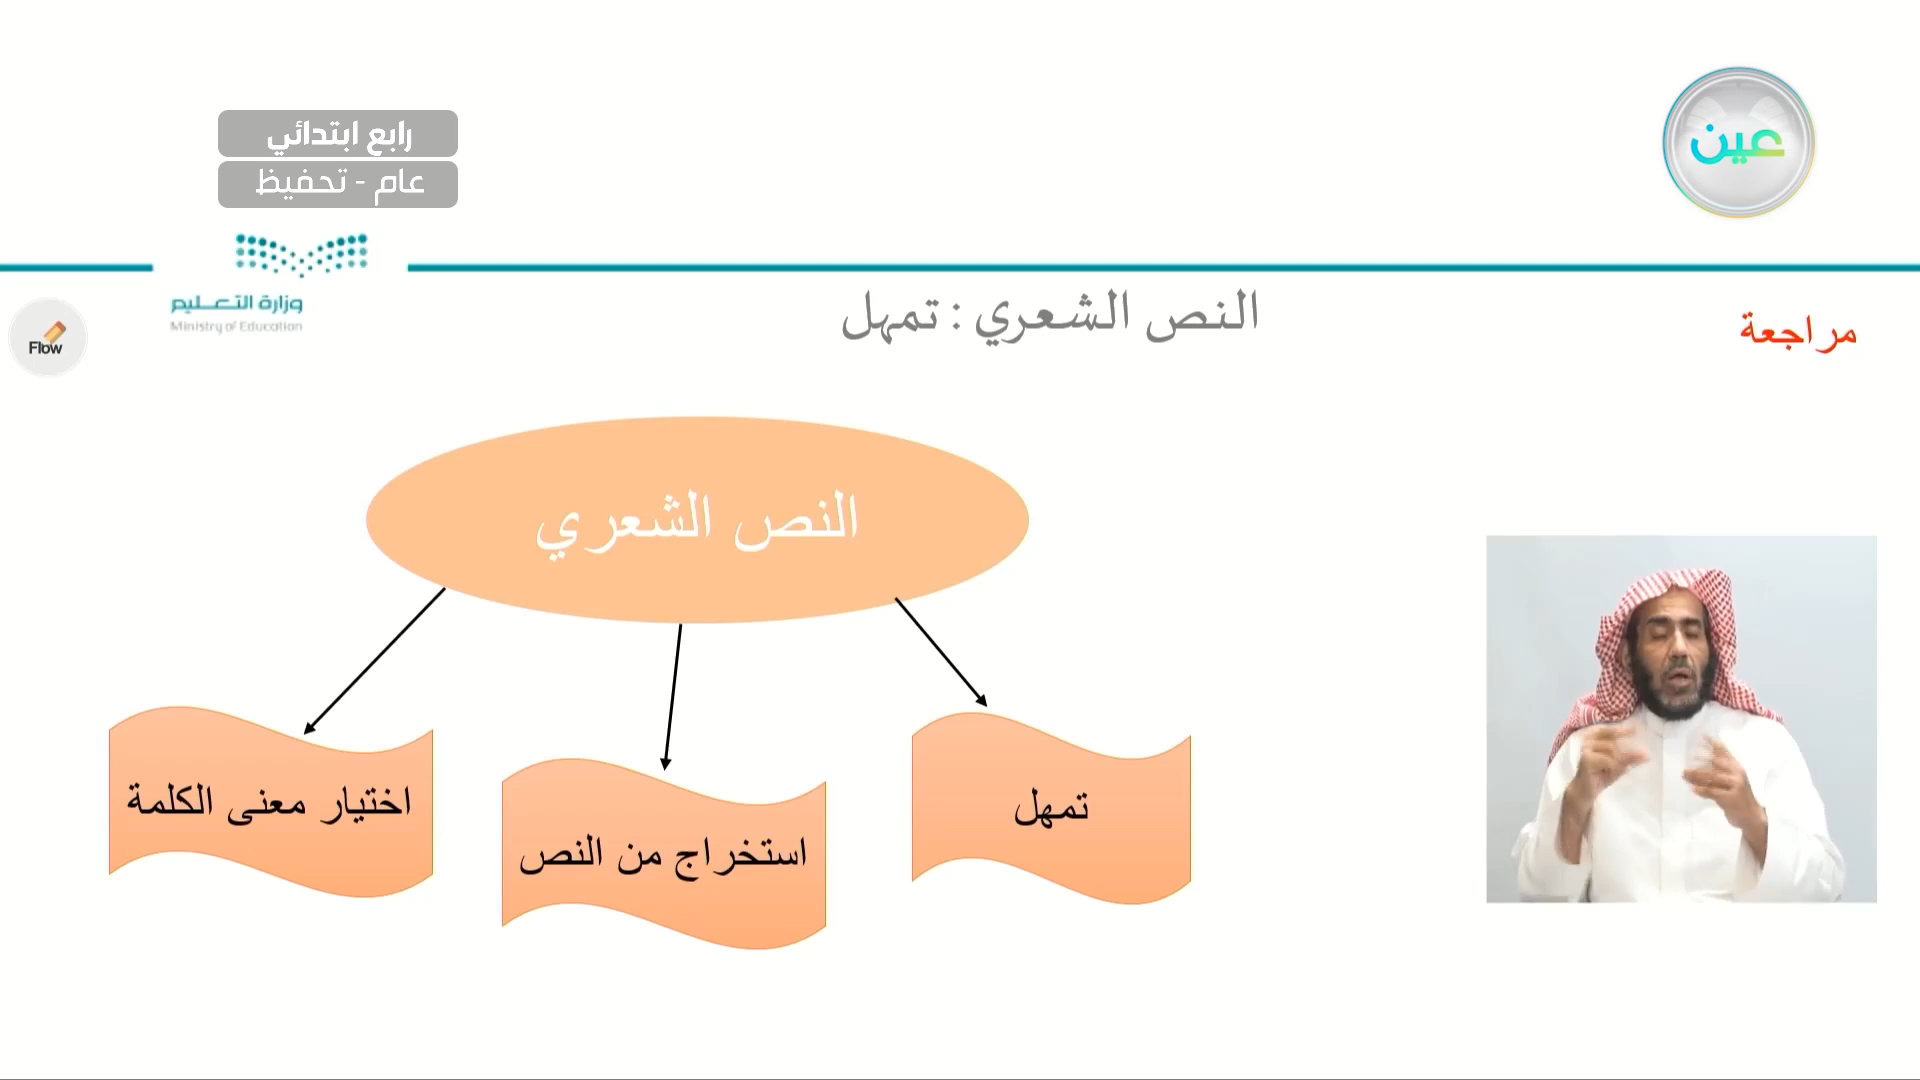 رابع ابتدائي
عام - تحفيظ
عين
وزارة التعليم
Ministry of Education
Flow
مراجعة
النص الشعري : تمهل
النص الشعري
تمهل
استخراج من النص
اختيار معنى الكلمة